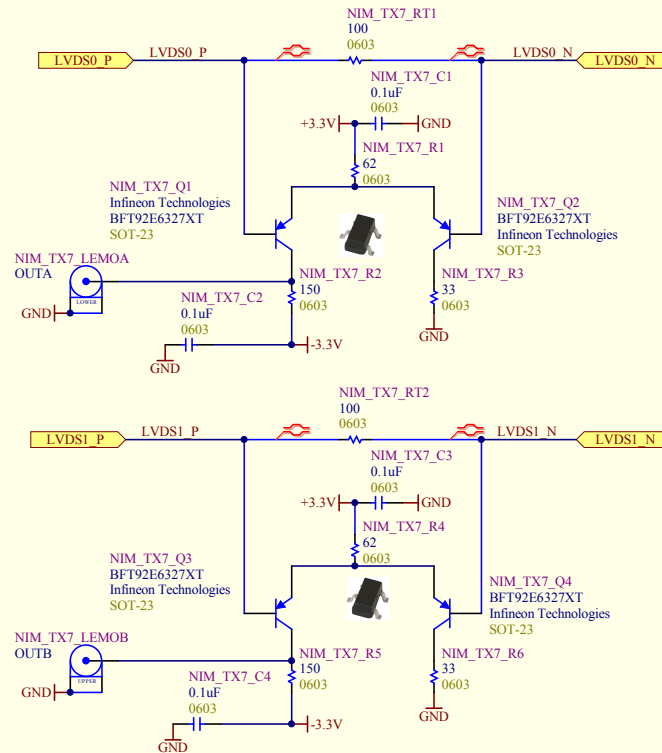 NIM_TX7_RT1
100
0603
LVDS0_P
LVDS0_P
LVDS0_N
LVDS0_N
NIM_TX7_C1
0.1uF
0603
+3.3V
GND
NIM_TX7_R1
62
0603
NIM_TX7_Q1
Infineon Technologies
BFT92E6327XT
SOT-23
NIM_TX7_Q2
BFT92E6327XT
Infineon Technologies
SOT-23
NIM_TX7_LEMOA
OUTA
LOWER
GND
NIM_TX7_R2
150
0603
NIM_TX7_R3
33
0603
GND
NIM_TX7_C2
0.1uF
0603
GND
-3.3V
NIM_TX7_RT2
100
0603
LVDS1_P
LVDS1_P
LVDS1_N
LVDS1_N
NIM_TX7_C3
0.1uF
0603
+3.3V
GND
NIM_TX7_R4
62
0603
NIM_TX7_Q3
BFT92E6327XT
Infineon Technologies
SOT-23
NIM_TX7_Q4
BFT92E6327XT
Infineon Technologies
SOT-23
NIM_TX7_LEMOB
OUTB
UPPER
GND
NIM_TX7_R5
150
0603
NIM_TX7_R6
33
0603
GND
NIM_TX7_C4
0.1uF
0603
GND
-3.3V